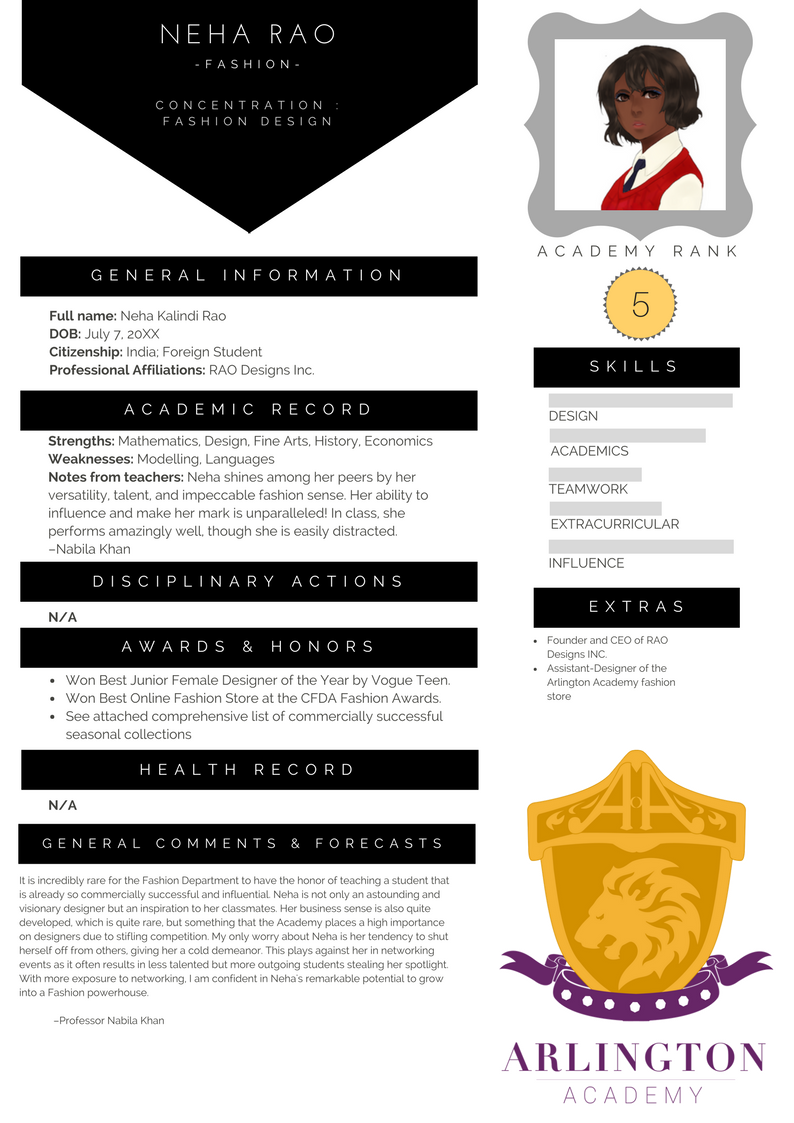 NEHA RAO
-FASHION-
CONCENTRATION :
FASHION DESIGN
ACADEMY RANK
5
GENERAL INFORMATION
Full name: Neha Kalindi Rao
DOB: July 7, 20XX
Citizenship: India; Foreign Student
Professional Affiliations: RAO Designs Inc.
ACADEMIC RECORD
Strengths: Mathematics, Design, Fine Arts, History, Economics
Weaknesses: Modelling, Languages
Notes from teachers: Neha shines among her peers by her
versatility, talent, and impeccable fashion sense. Her ability to
influence and make her mark is unparalleled! In class, she
performs amazingly well, though she is easily distracted.
–Nabila Khan
DISCIPLINARY ACTIONS
N/A
AWARDS & HONORS
• Won Best Junior Female Designer of the Year by Vogue Teen.
• Won Best Online Fashion Store at the CFDA Fashion Awards.
• See attached comprehensive list of commercially successful
seasonal collections
HEALTH RECORD
N/A
GENERAL COMMENTS & FORECASTS
It is incredibly rare for the Fashion Department to have the honor of teaching a student that
is already so commercially successful and influential. Neha is not only an astounding and
visionary designer but an inspiration to her classmates. Her business sense is also quite
developed, which is quite rare, but something that the Academy places a high importance
on designers due to stifling competition. My only worry about Neha is her tendency to shut
herself off from others, giving her a cold demeanor. This plays against her in networking
events as it often results in less talented but more outgoing students stealing her spotlight.
With more exposure to networking, I am confident in Neha's remarkable potential to grow
into a Fashion powerhouse.
–Professor Nabila Khan
SKILLS
DESIGN
ACADEMICS
TEAMWORK
EXTRACURRICULAR
INFLUENCE
EXTRAS
• Founder and CEO of RAO
Designs INC.
• Assistant-Designer of the
Arlington Academy fashion
store
AoA
ARLINGTON
ACADEMY